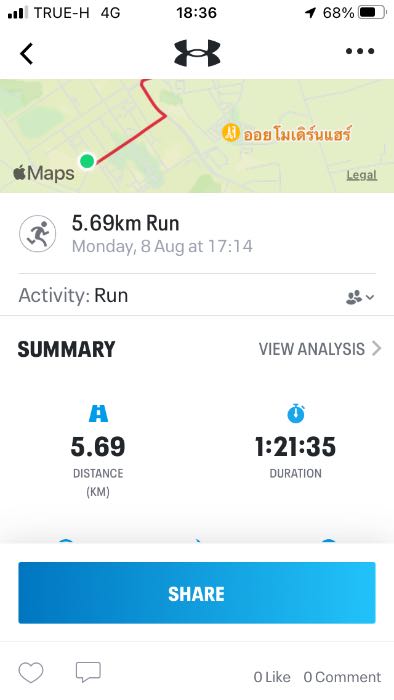 TRUE-H 4G 18:36 68%
ออยโมเดิร์นแฮร์
Maps Legal
5.69km Run
Monday, 8 Aug at 17:14
Activity: Run
SUMMARY VIEW ANALYSIS
5.69 1:21:35
DISTANCE DURATION
(KM)
SHARE
0 Like 0 Comment